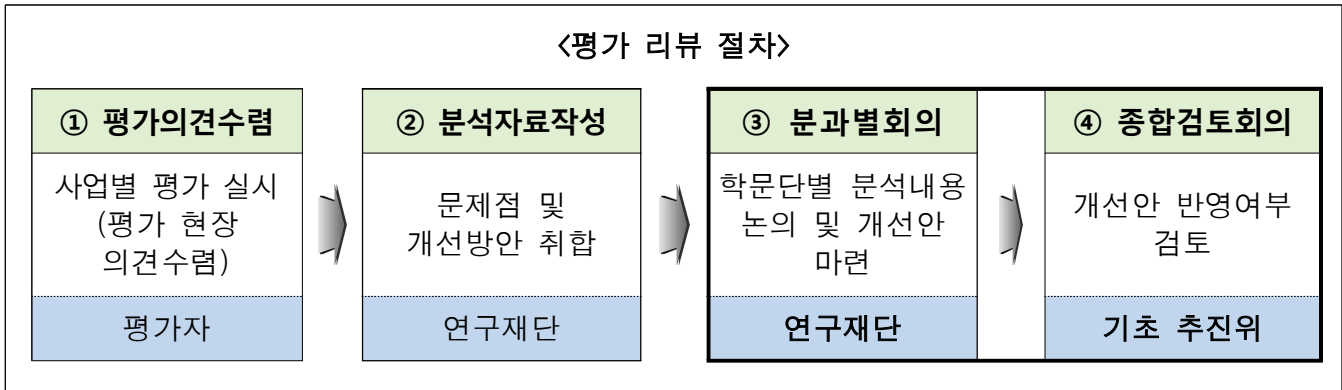 <평가 리뷰 절차>
① 평가의견수렴
사업별 평가 실시
(평가 현장
의견수렴)
평가자
② 분석자료작성
문제점 및
개선방안 취합
연구재단
③ 분과별회의
학문단별 분석내용
논의 및 개선안
마련
연구재단
④ 종합검토회의
개선안 반영여부
검토
기초 추진위